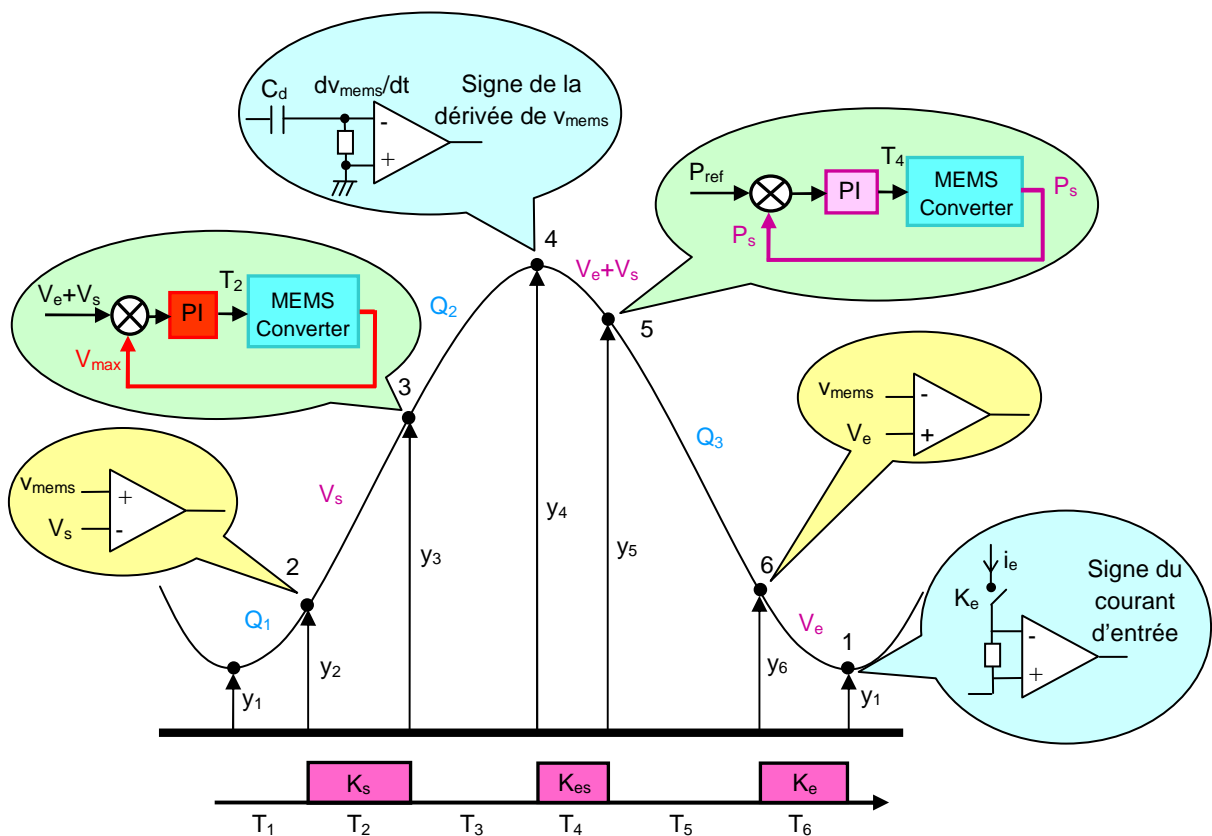 Cd
dvmems/dt
Signe de la
dérivée de vmems
-
+
Pref
Ps
PI
T4
MEMS
Converter
Ps
4
Ve+Vs
5
Ve+Vs
Vmax
PI
T2
MEMS
Converter
3
Q2
Q3
vmems
Ve
-
+
vmems
Vs
+
-
2
Vs
Q1
y1
y2
y3
y4
y5
6
Ve
y6
1
y1
ie
Ke
-
+
Signe du
courant
d'entrée
Ks
Kes
Ke
T1
T2
T3
T4
T5
T6